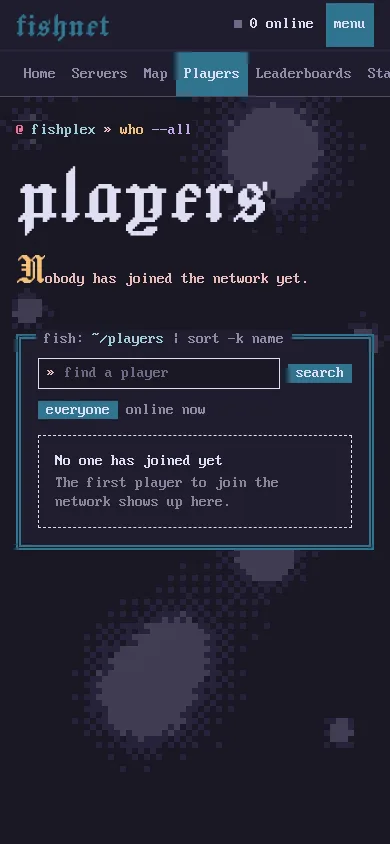 fishnet
0 online
menu
Home Servers Map Players Leaderboards Sta
@ fishplex » who --all
players
Nobody has joined the network yet.
fish: ~/players | sort -k name
» find a player
search
everyone online now
No one has joined yet
The first player to join the
network shows up here.